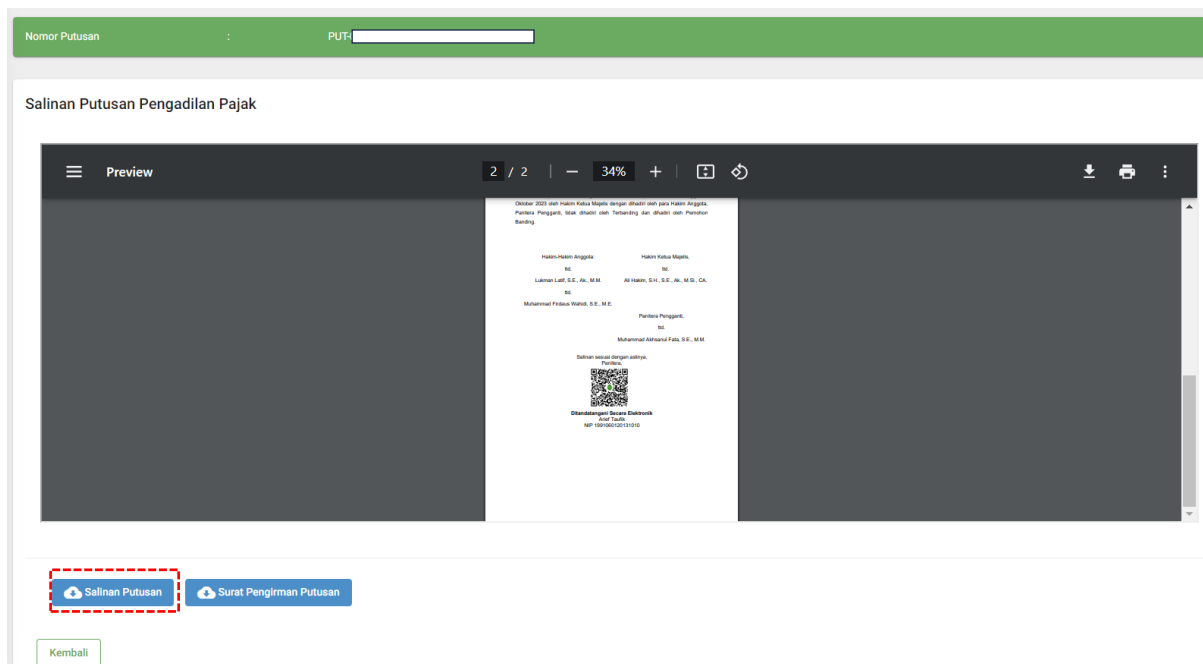 Nomor Putusan : PUT-
Salinan Putusan Pengadilan Pajak
Preview 2 / 2 34%
Oktober 2023 oleh Hakim Ketua Majelis dengan dihadiri oleh para Hakim Anggota,
Panitera Pengganti, tidak dihadiri oleh Terbanding dan dihadiri oleh Pemohon
Banding.
Hakim-Hakim Anggota: Hakim Ketua Majelis,
ttd. ttd.
Lukman Latif, S.E., Ak., M.M. Ali Hakim, S.H., S.E., Ak., M.Si., CA.
ttd.
Muhammad Firdaus Wahidi, S.E., M.E.
Panitera Pengganti,
ttd.
Muhammad Akhsanul Fata, S.E., M.M.
Salinan sesuai dengan aslinya,
Panitera,
Ditandatangani Secara Elektronik
Arief Taufik
NIP
Salinan Putusan Surat Pengirman Putusan
Kembali